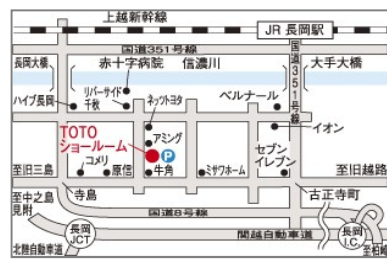 上越新幹線
JR 長岡駅
国道351号線
長岡大橋
赤十字病院
信濃川
国道351号線
大手大橋
ハイブ長岡
リバーサイド
千秋
ネッツトヨタ
ベルナール
TOTO
ショールーム
アミング
P
イオン
セブン
イレブン
至旧三島
コメリ
原信
牛角
ミサワホーム
至旧越路
至中之島
見附
寺島
国道8号線
古正寺町
長岡
JCT
関越自動車道
長岡
I.C.
北陸自動車道
至柏崎